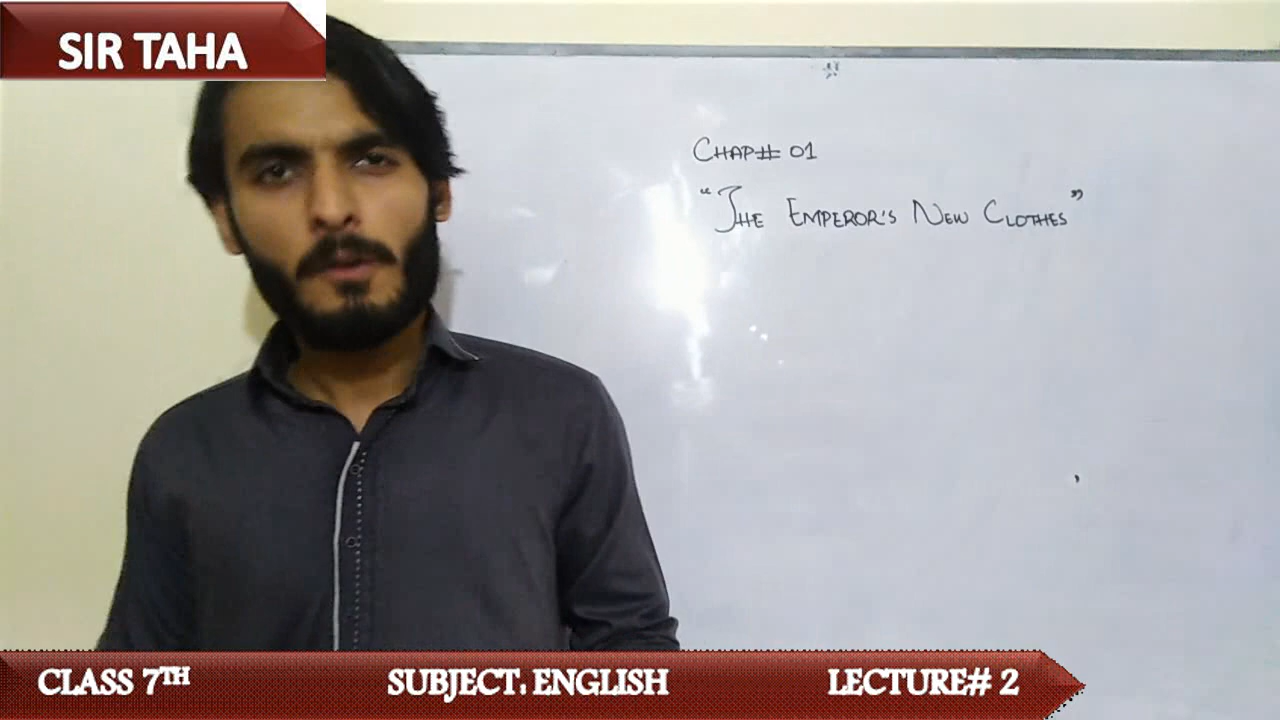 SIR TAHA
CHAP# 01
"THE EMPEROR'S NEW CLOTHES"
CLASS 7TH SUBJECT: ENGLISH LECTURE# 2